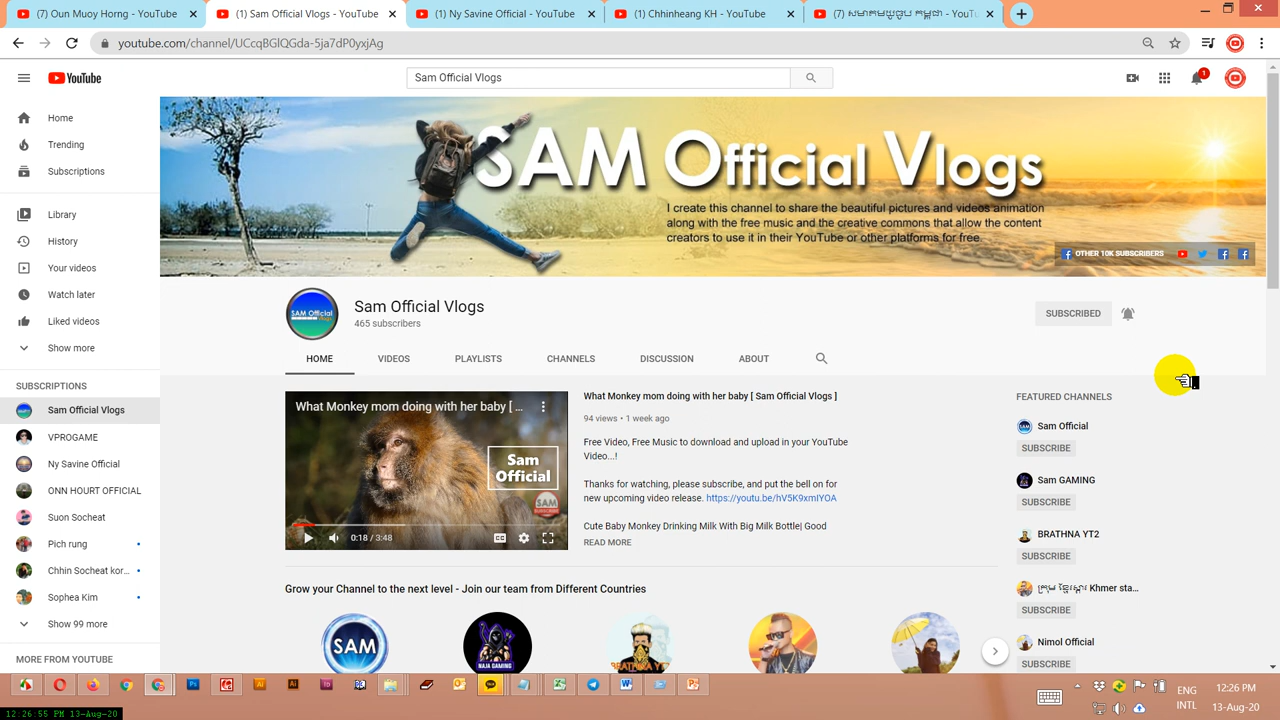 (7) Oun Muoy Horng - YouTube
(1) Sam Official Vlogs - YouTube
(1) Ny Savine Official - YouTube
(1) Chhinheang KH - YouTube
youtube.com/channel/UCcqBGlQGda-5ja7dP0yxjAg
YouTube
Sam Official Vlogs
1
Home
Trending
Subscriptions
Library
History
Your videos
Watch later
Liked videos
Show more
SUBSCRIPTIONS
Sam Official Vlogs
VPROGAME
Ny Savine Official
ONN HOURT OFFICIAL
Suon Socheat
Pich rung
Chhin Socheat kor...
Sophea Kim
Show 99 more
MORE FROM YOUTUBE
SAM Official Vlogs
I create this channel to share the beautiful pictures and videos animation
along with the free music and the creative commons that allow the content
creators to use it in their YouTube or other platforms for free.
OTHER 10K SUBSCRIBERS
SAM Official
Vlogs
Sam Official Vlogs
465 subscribers
SUBSCRIBED
HOME
VIDEOS
PLAYLISTS
CHANNELS
DISCUSSION
ABOUT
What Monkey mom doing with her baby [ ...
Sam
Official
SAM
0:18 / 3:48
What Monkey mom doing with her baby [ Sam Official Vlogs ]
94 views • 1 week ago
Free Video, Free Music to download and upload in your YouTube
Video...!
Thanks for watching, please subscribe, and put the bell on for
new upcoming video release. https://youtu.be/hV5K9xmIYOA
Cute Baby Monkey Drinking Milk With Big Milk Bottle| Good
READ MORE
FEATURED CHANNELS
Sam Official
SUBSCRIBE
Sam GAMING
SUBSCRIBE
BRATHNA YT2
SUBSCRIBE
Khmer sta...
SUBSCRIBE
Nimol Official
SUBSCRIBE
Grow your Channel to the next level - Join our team from Different Countries
SAM
NAJA GAMING
BRATHNA YT
ENG
INTL
12:26 PM
13-Aug-20
12:26:55 PM 13-Aug-20